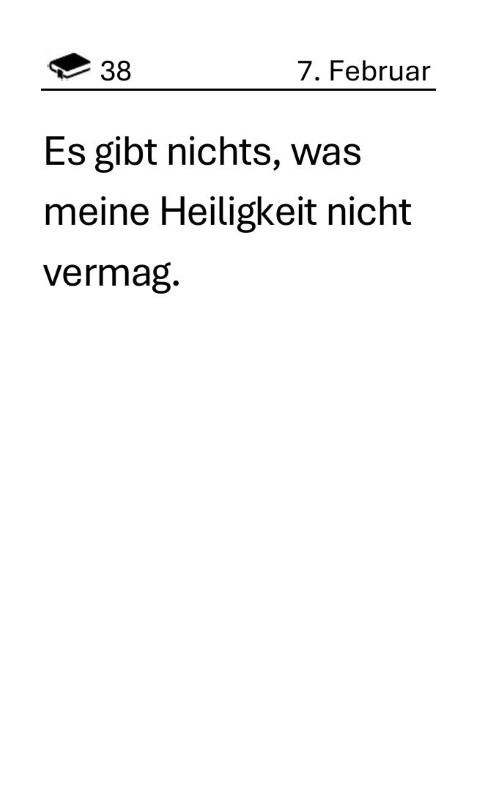 38 7. Februar
Es gibt nichts, was
meine Heiligkeit nicht
vermag.